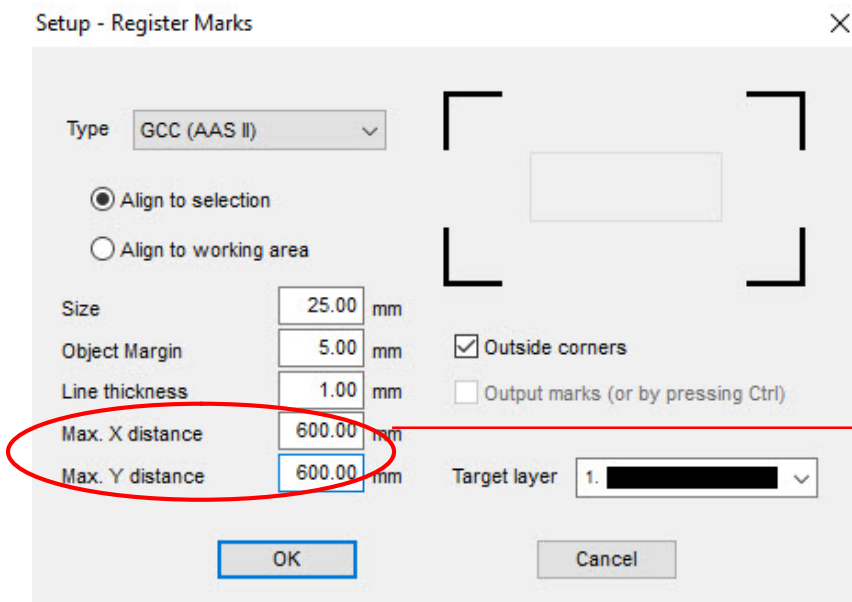 Setup - Register Marks
Type GCC (AAS II)
Align to selection
Align to working area
Size 25.00 mm
Object Margin 5.00 mm
Outside corners
Line thickness 1.00 mm
Output marks (or by pressing Ctrl)
Max. X distance 600.00 mm
Max. Y distance 600.00 mm
Target layer 1.
OK Cancel